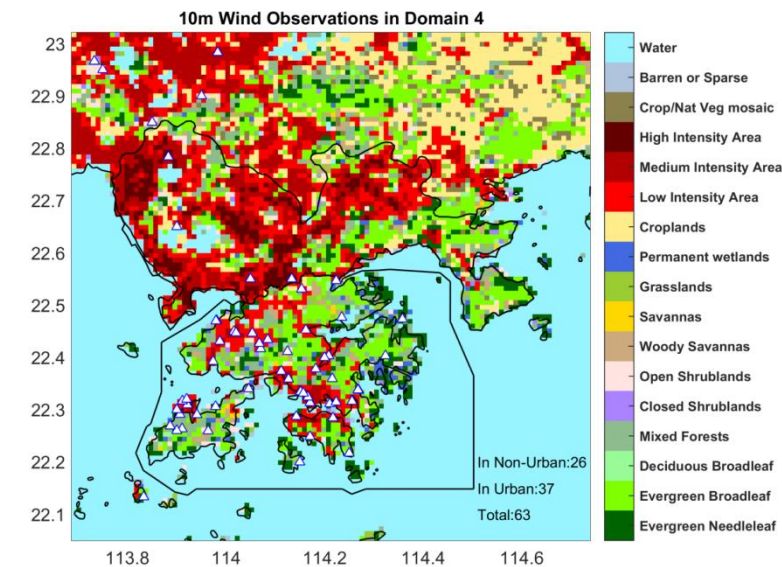 10m Wind Observations in Domain 4
23
22.9
22.8
22.7
22.6
22.5
22.4
22.3
22.2
22.1
113.8 114 114.2 114.4 114.6
In Non-Urban:26
In Urban:37
Total:63
Water
Barren or Sparse
Crop/Nat Veg mosaic
High Intensity Area
Medium Intensity Area
Low Intensity Area
Croplands
Permanent wetlands
Grasslands
Savannas
Woody Savannas
Open Shrublands
Closed Shrublands
Mixed Forests
Deciduous Broadleaf
Evergreen Broadleaf
Evergreen Needleleaf